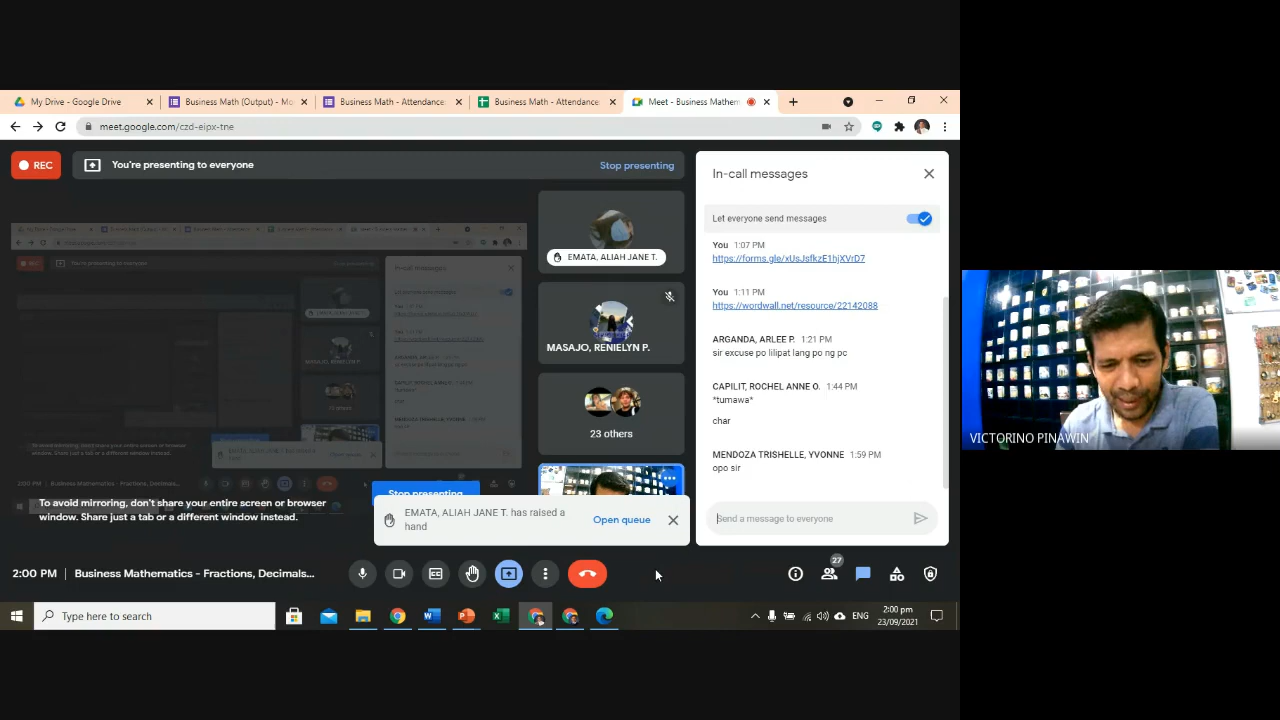 My Drive - Google Drive
Business Math (Output) - Mo
Business Math - Attendance
Business Math - Attendance
Meet - Business Mathem
meet.google.com/czd-eipx-tne
REC
You're presenting to everyone
Stop presenting
In-call messages
Let everyone send messages
You 1:07 PM
https://forms.gle/xUsJsfkzE1hjXVrD7
You 1:11 PM
https://wordwall.net/resource/22142088
ARGANDA, ARLEE P. 1:21 PM
sir excuse po lilipat lang po ng pc
CAPILIT, ROCHEL ANNE O. 1:44 PM
*tumawa*
char
MENDOZA TRISHELLE, YVONNE 1:59 PM
opo sir
Send a message to everyone
EMATA, ALIAH JANE T.
MASAJO, RENIELYN P.
23 others
To avoid mirroring, don't share your entire screen or browser
window. Share just a tab or a different window instead.
Stop presenting
EMATA, ALIAH JANE T. has raised a
hand
Open queue
2:00 PM | Business Mathematics - Fractions, Decimals...
27
Type here to search
ENG
2:00 pm
23/09/2021
VICTORINO PINAWIN